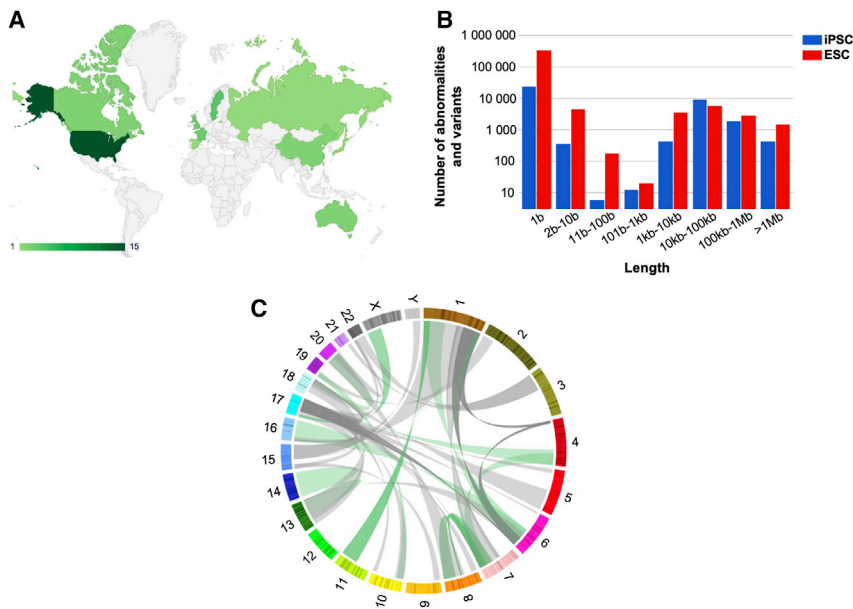 A
1
15
B
Number of abnormalities
and variants
1 000 000
100 000
10 000
1 000
100
10
1b
2b-10b
11b-100b
101b-1kb
1kb-10kb
10kb-100kb
100kb-1Mb
>1Mb
Length
iPSC
ESC
C
1
2
3
4
5
6
7
8
9
10
11
12
13
14
15
16
17
18
19
20
21
22
X
Y